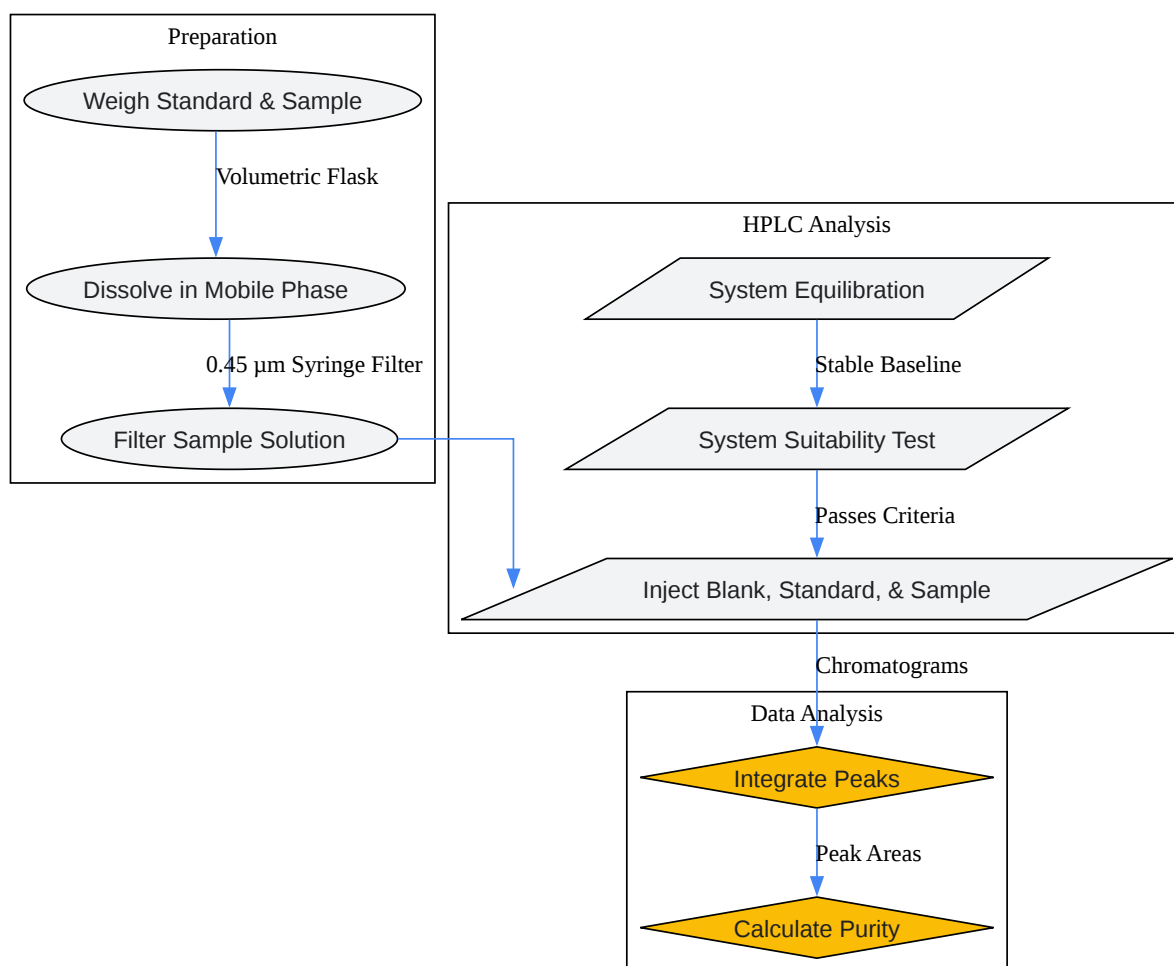 Preparation
Weigh Standard & Sample
Volumetric Flask
Dissolve in Mobile Phase
0.45 µm Syringe Filter
Filter Sample Solution
HPLC Analysis
System Equilibration
Stable Baseline
System Suitability Test
Passes Criteria
Inject Blank, Standard, & Sample
Chromatograms
Data Analysis
Integrate Peaks
Peak Areas
Calculate Purity